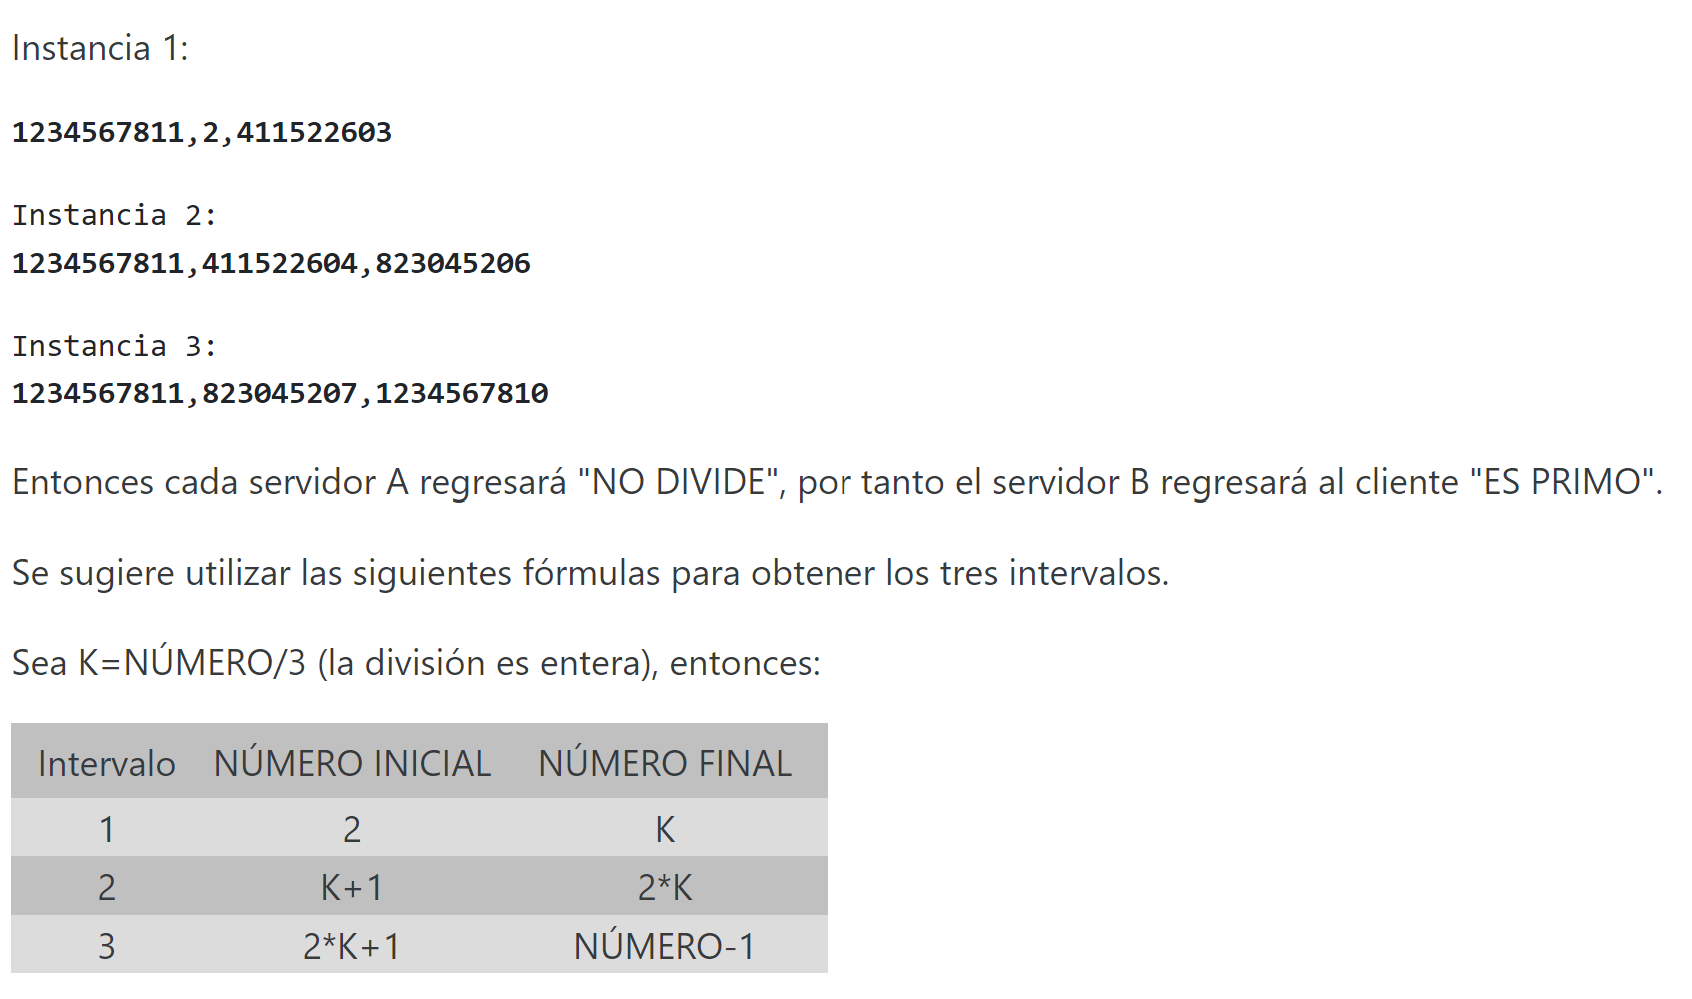 Instancia 1:
1234567811,2,411522603
Instancia 2:
1234567811,411522604,823045206
Instancia 3:
1234567811,823045207,1234567810
Entonces cada servidor A regresará "NO DIVIDE", por tanto el servidor B regresará al cliente "ES PRIMO".
Se sugiere utilizar las siguientes fórmulas para obtener los tres intervalos.
Sea K=NÚMERO/3 (la división es entera), entonces:
Intervalo NÚMERO INICIAL NÚMERO FINAL
1 2 K
2 K+1 2*K
3 2*K+1 NÚMERO-1